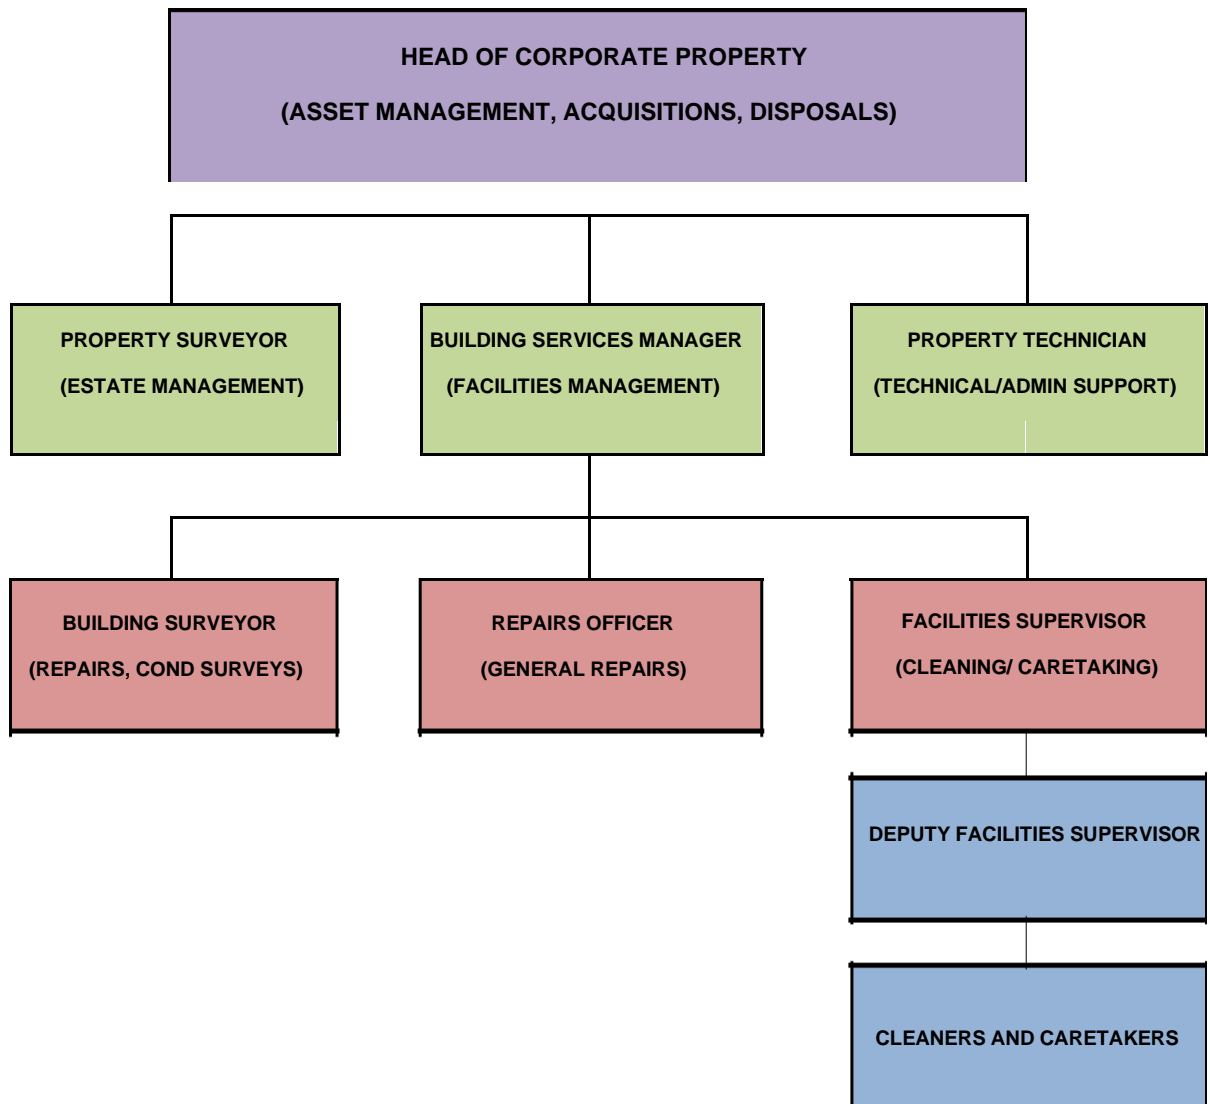 HEAD OF CORPORATE PROPERTY
(ASSET MANAGEMENT, ACQUISITIONS, DISPOSALS)
PROPERTY SURVEYOR
(ESTATE MANAGEMENT)
BUILDING SERVICES MANAGER
(FACILITIES MANAGEMENT)
PROPERTY TECHNICIAN
(TECHNICAL/ADMIN SUPPORT)
BUILDING SURVEYOR
(REPAIRS, COND SURVEYS)
REPAIRS OFFICER
(GENERAL REPAIRS)
FACILITIES SUPERVISOR
(CLEANING/ CARETAKING)
DEPUTY FACILITIES SUPERVISOR
CLEANERS AND CARETAKERS